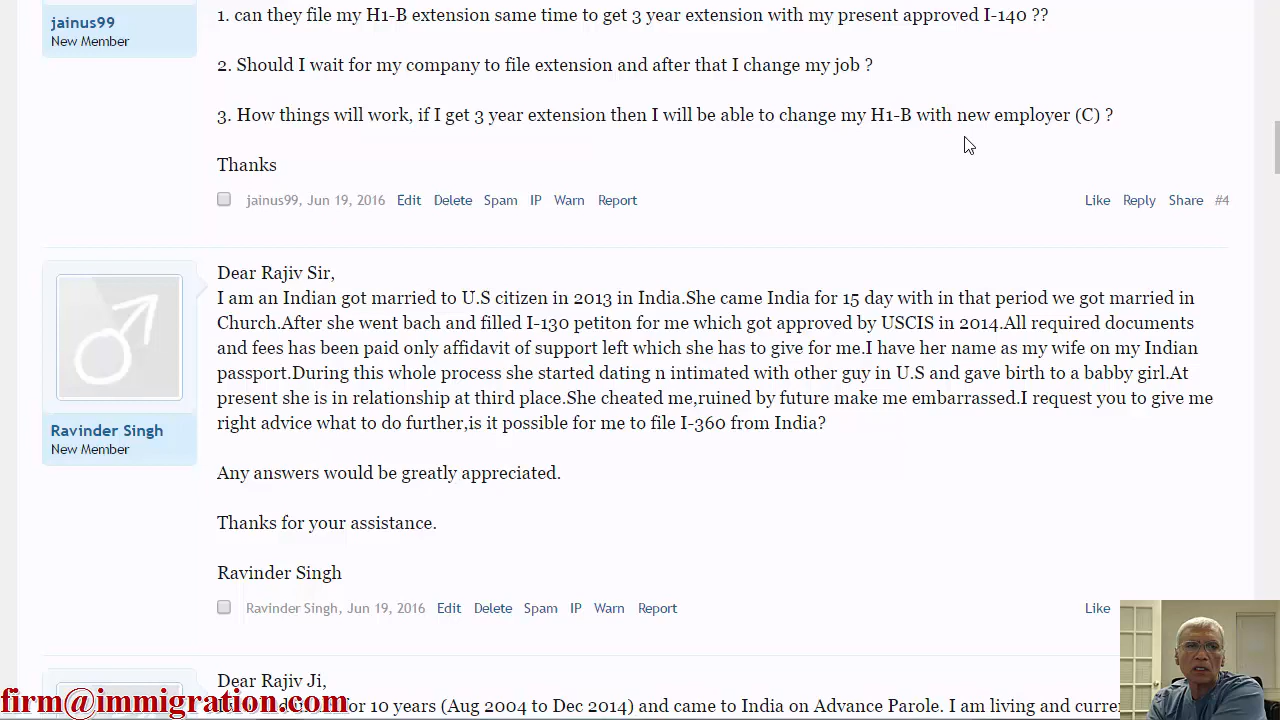 jainus99
New Member
1. can they file my H1-B extension same time to get 3 year extension with my present approved I-140 ??
2. Should I wait for my company to file extension and after that I change my job ?
3. How things will work, if I get 3 year extension then I will be able to change my H1-B with new employer (C) ?
Thanks
jainus99, Jun 19, 2016 Edit Delete Spam IP Warn Report Like Reply Share #4
Dear Rajiv Sir,
I am an Indian got married to U.S citizen in 2013 in India.She came India for 15 day with in that period we got married in
Church.After she went bach and filled I-130 petiton for me which got approved by USCIS in 2014.All required documents
and fees has been paid only affidavit of support left which she has to give for me.I have her name as my wife on my Indian
passport.During this whole process she started dating n intimated with other guy in U.S and gave birth to a babby girl.At
present she is in relationship at third place.She cheated me,ruined by future make me embarrassed.I request you to give me
right advice what to do further,is it possible for me to file I-360 from India?
Ravinder Singh
New Member
Any answers would be greatly appreciated.
Thanks for your assistance.
Ravinder Singh
Ravinder Singh, Jun 19, 2016 Edit Delete Spam IP Warn Report Like
Dear Rajiv Ji,
for 10 years (Aug 2004 to Dec 2014) and came to India on Advance Parole. I am living and
firm@immigration.com